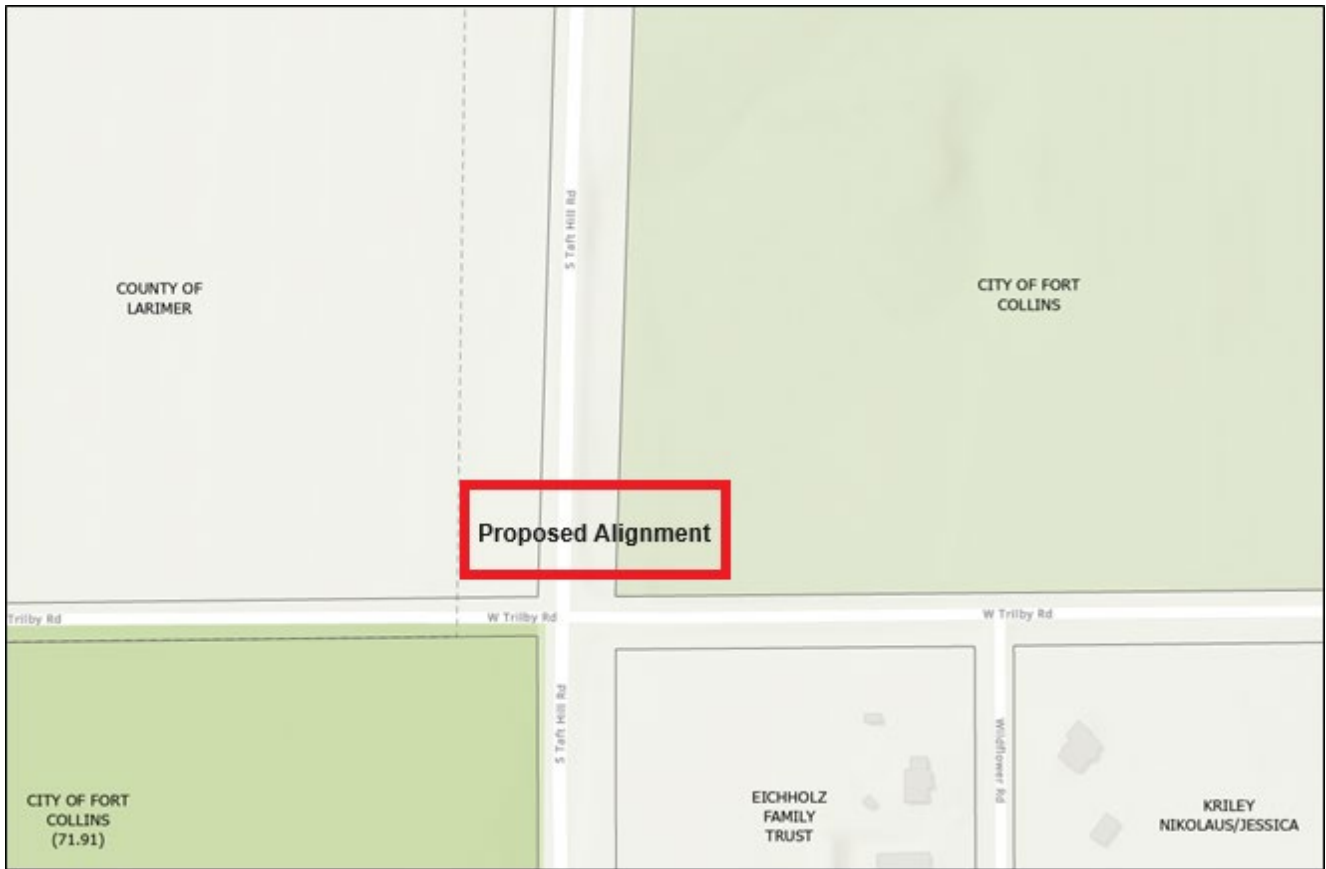 S Taft Hill Rd
COUNTY OF
LARIMER
CITY OF FORT
COLLINS
Proposed Alignment
Trilby Rd
W Trilby Rd
W Trilby Rd
S Taft Hill Rd
Wildflower Rd
CITY OF FORT
COLLINS
(71.91)
EICHHOLZ
FAMILY
TRUST
KRILEY
NIKOLAUS/JESSICA